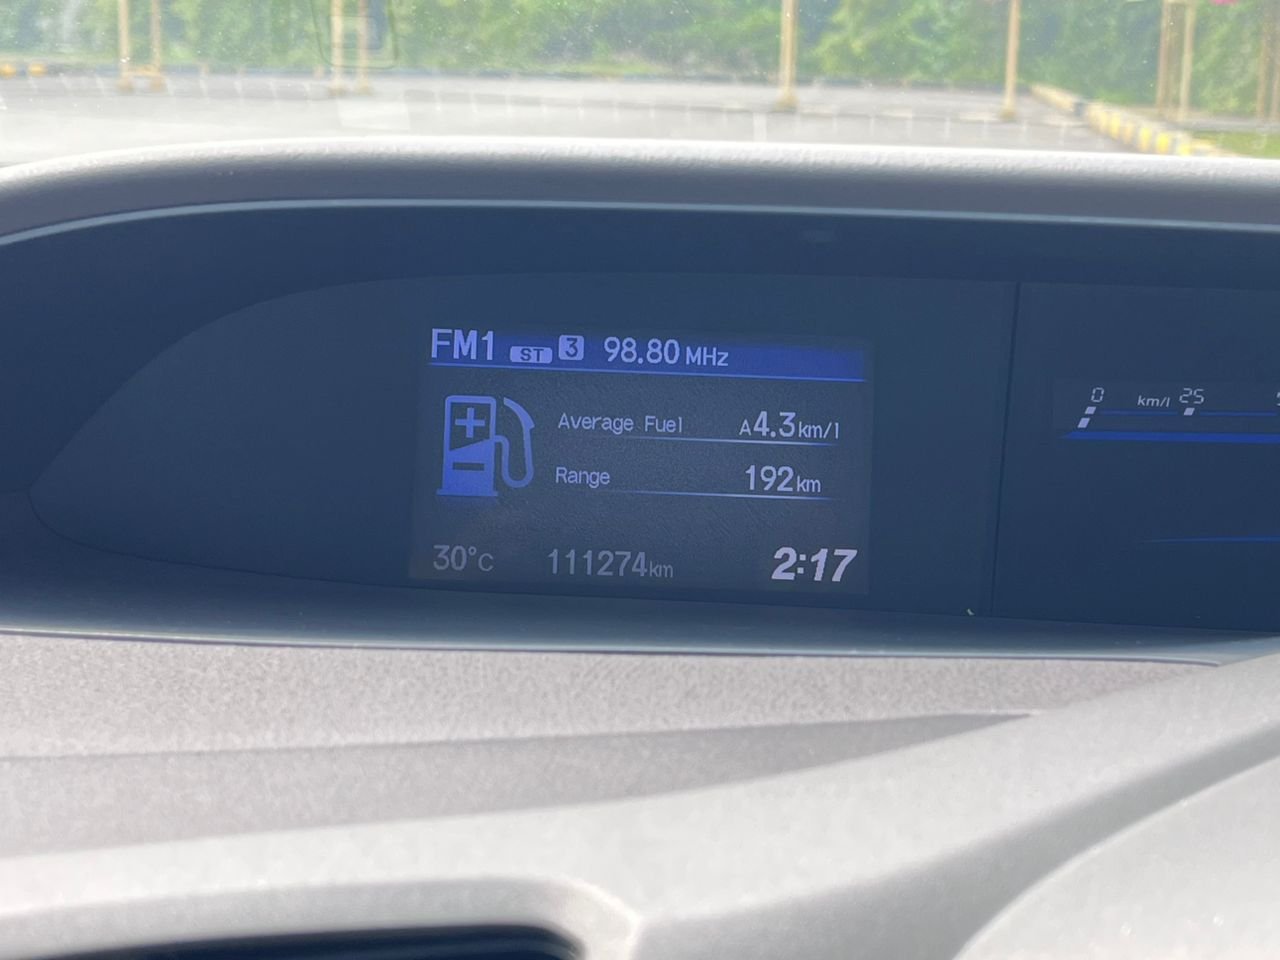 FM1 ST 3 98.80 MHz
Average Fuel A4.3km/l
Range 192km
30°C 111274km 2:17
0 km/l 25